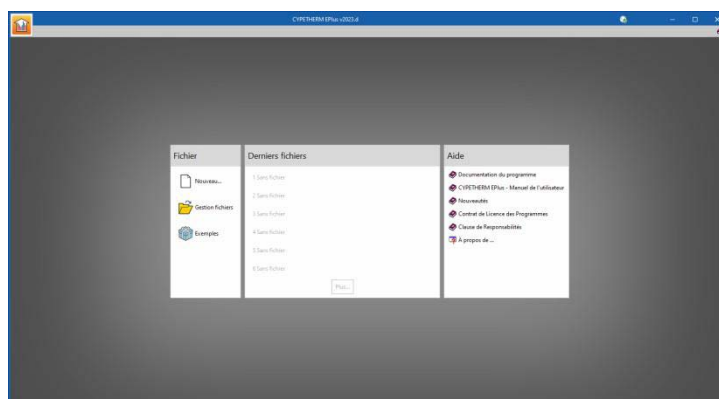 CYPETHERM EPlus v2023.d
Fichier
Nouveau...
Gestion fichiers
Exemples
Derniers fichiers
1 Sans fichier
2 Sans fichier
3 Sans fichier
4 Sans fichier
5 Sans fichier
6 Sans fichier
Plus...
Aide
Documentation du programme
CYPETHERM EPlus - Manuel de l'utilisateur
Nouveautés
Contrat de Licence des Programmes
Clause de Responsabilités
À propos de ...